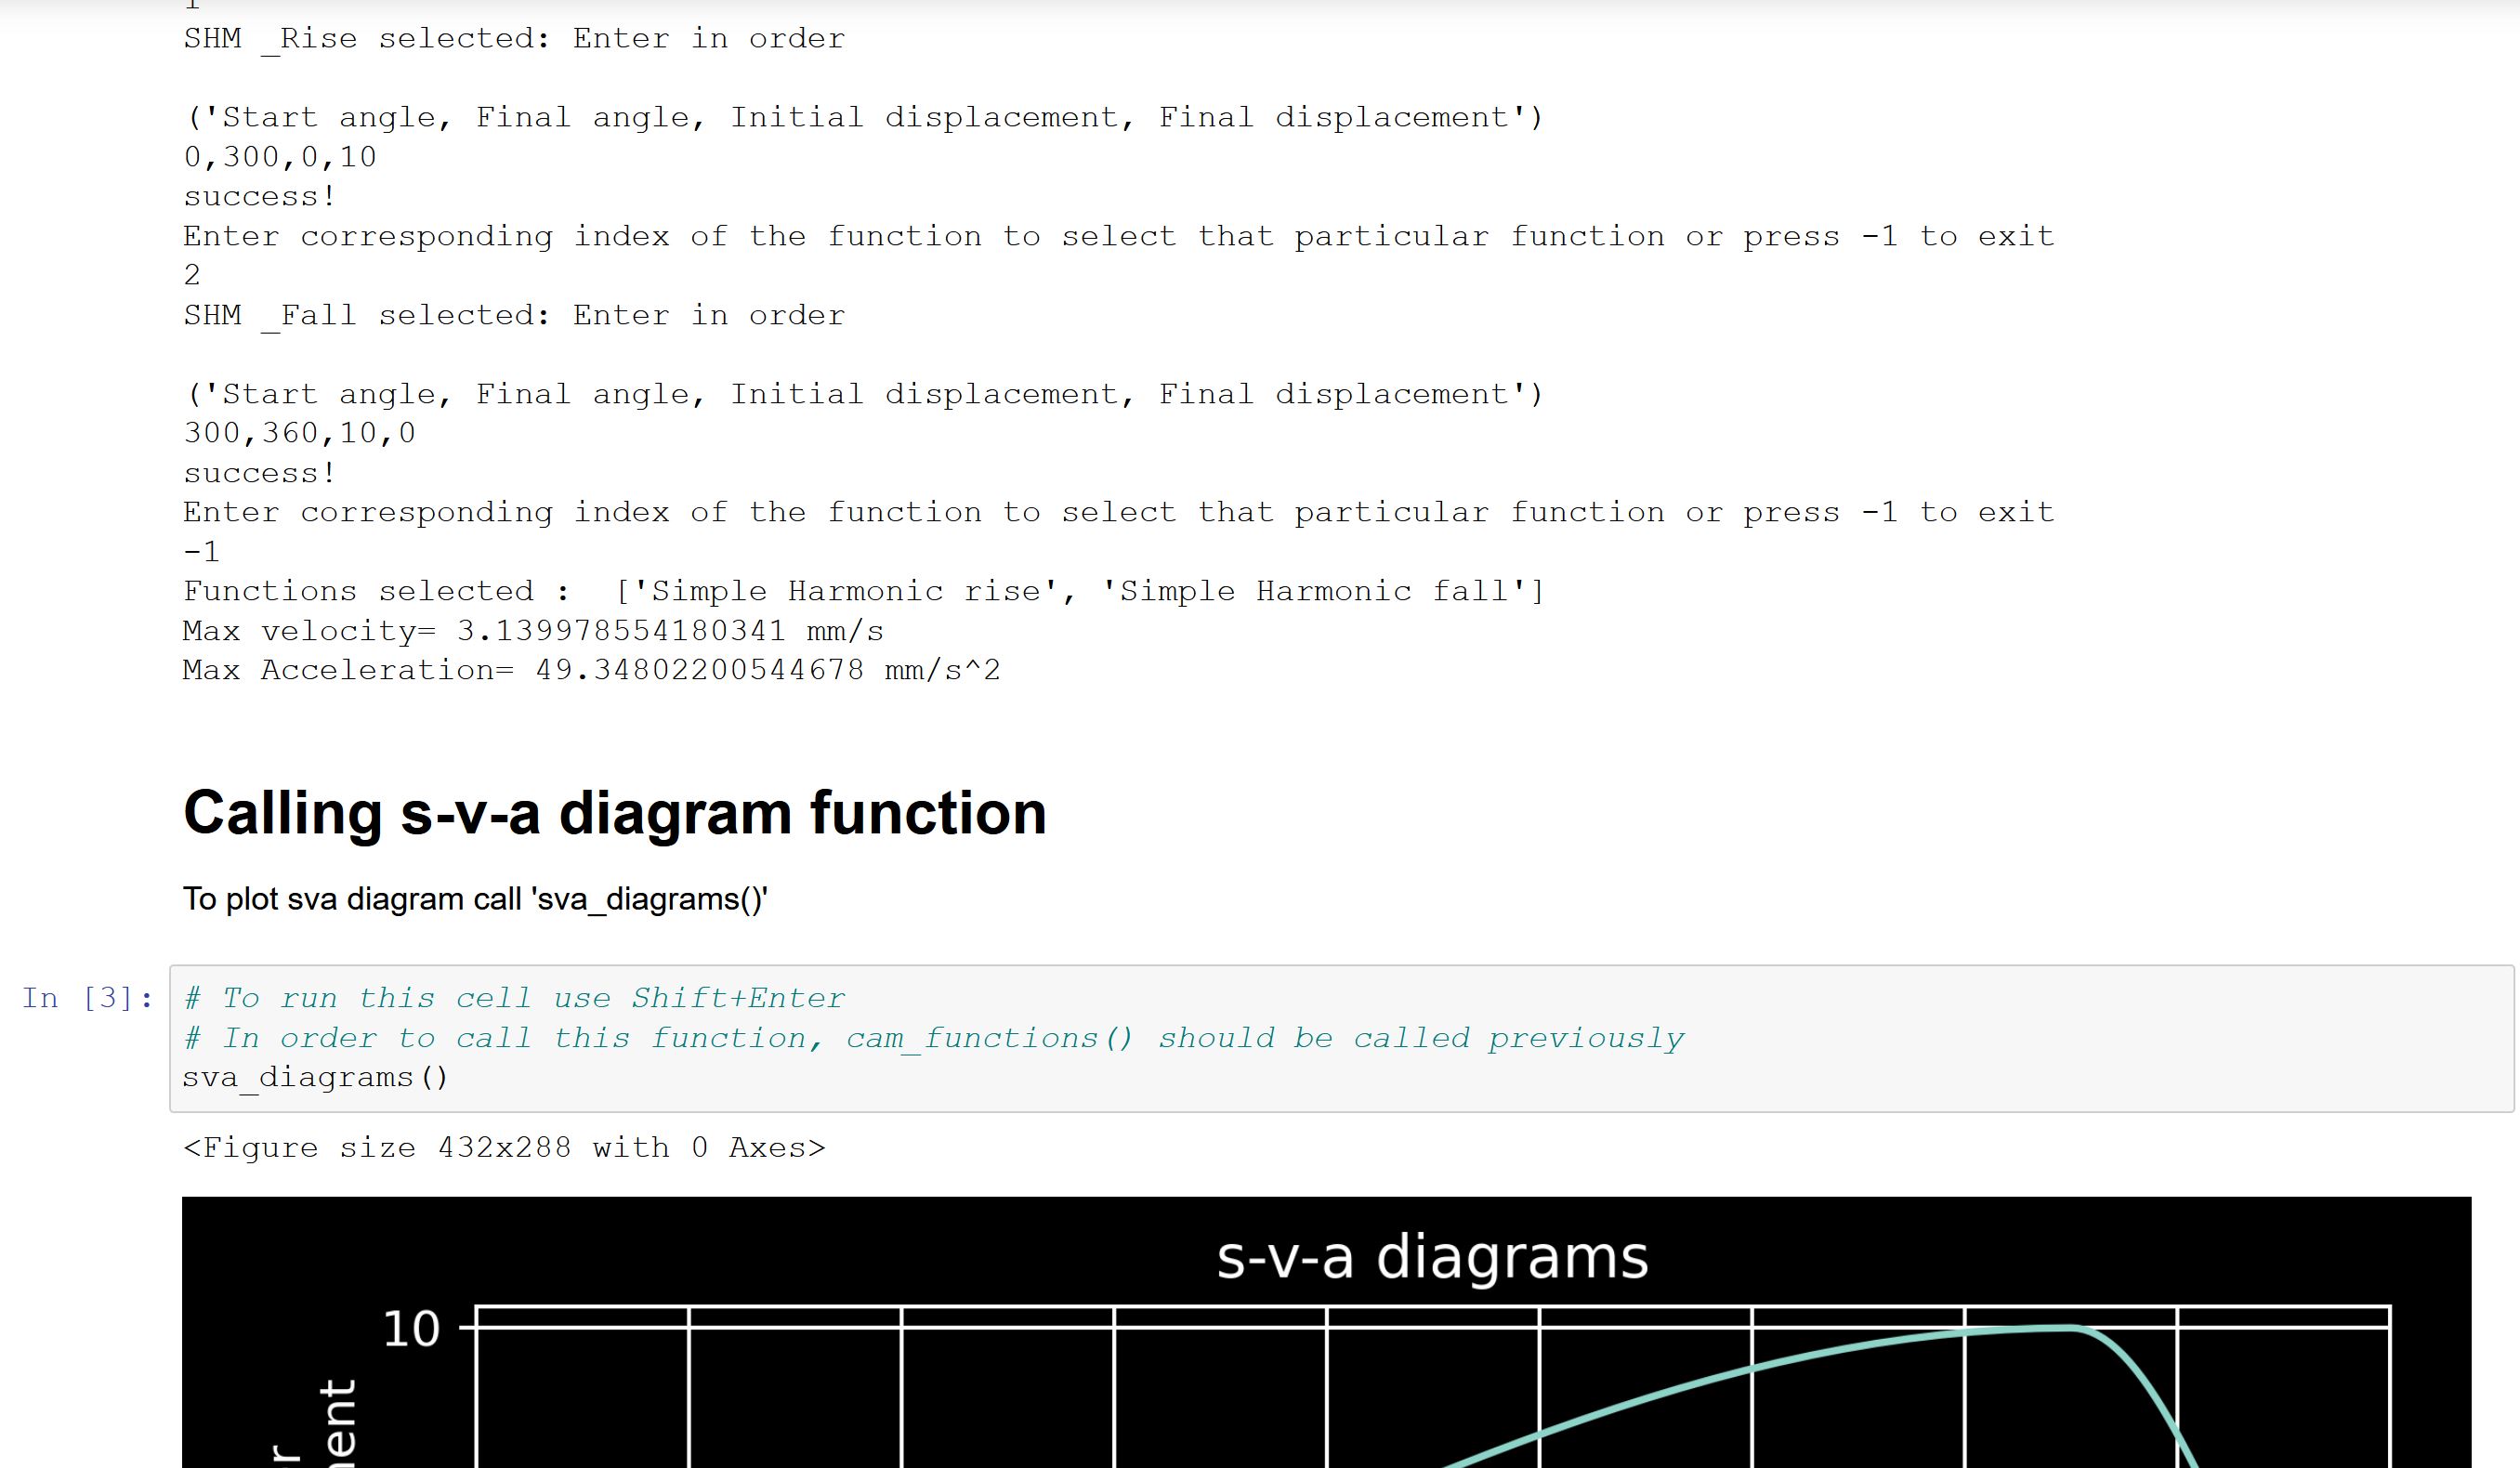 1
SHM _Rise selected: Enter in order
('Start angle, Final angle, Initial displacement, Final displacement')
0,300,0,10
success!
Enter corresponding index of the function to select that particular function or press -1 to exit
2
SHM _Fall selected: Enter in order
('Start angle, Final angle, Initial displacement, Final displacement')
300,360,10,0
success!
Enter corresponding index of the function to select that particular function or press -1 to exit
-1
Functions selected :  ['Simple Harmonic rise', 'Simple Harmonic fall']
Max velocity= 3.139978554180341 mm/s
Max Acceleration= 49.34802200544678 mm/s^2
Calling s-v-a diagram function
To plot sva diagram call 'sva_diagrams()'
In [3]:
# To run this cell use Shift+Enter
# In order to call this function, cam_functions() should be called previously
sva_diagrams()
<Figure size 432x288 with 0 Axes>
s-v-a diagrams
10